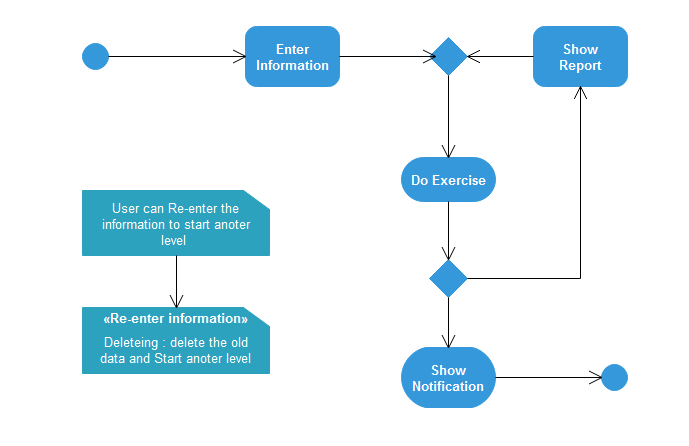 Enter
Information
Show
Report
Do Exercise
User can Re-enter the
information to start anoter
level
«Re-enter information»
Deleteing : delete the old
data and Start anoter level
Show
Notification